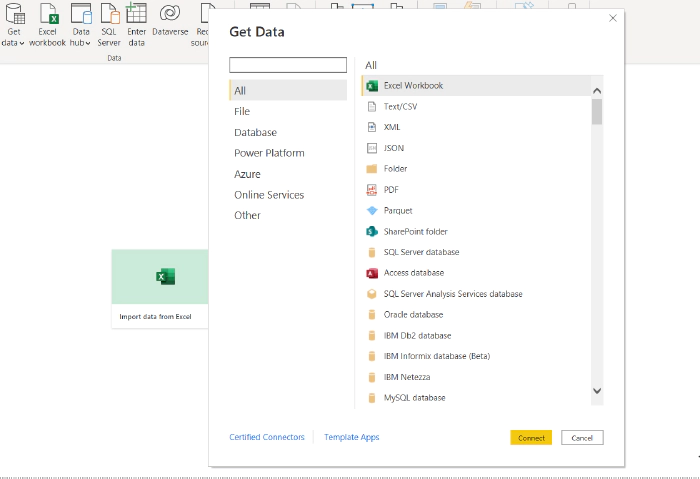 Get
data
Excel
workbook
Data
hub
SQL
Server
Enter
data
Dataverse
Data
Import data from Excel
Get Data
All
File
Database
Power Platform
Azure
Online Services
Other
All
Excel Workbook
Text/CSV
XML
JSON
Folder
PDF
Parquet
SharePoint folder
SQL Server database
Access database
SQL Server Analysis Services database
Oracle database
IBM Db2 database
IBM Informix database (Beta)
IBM Netezza
MySQL database
Certified Connectors
Template Apps
Connect
Cancel